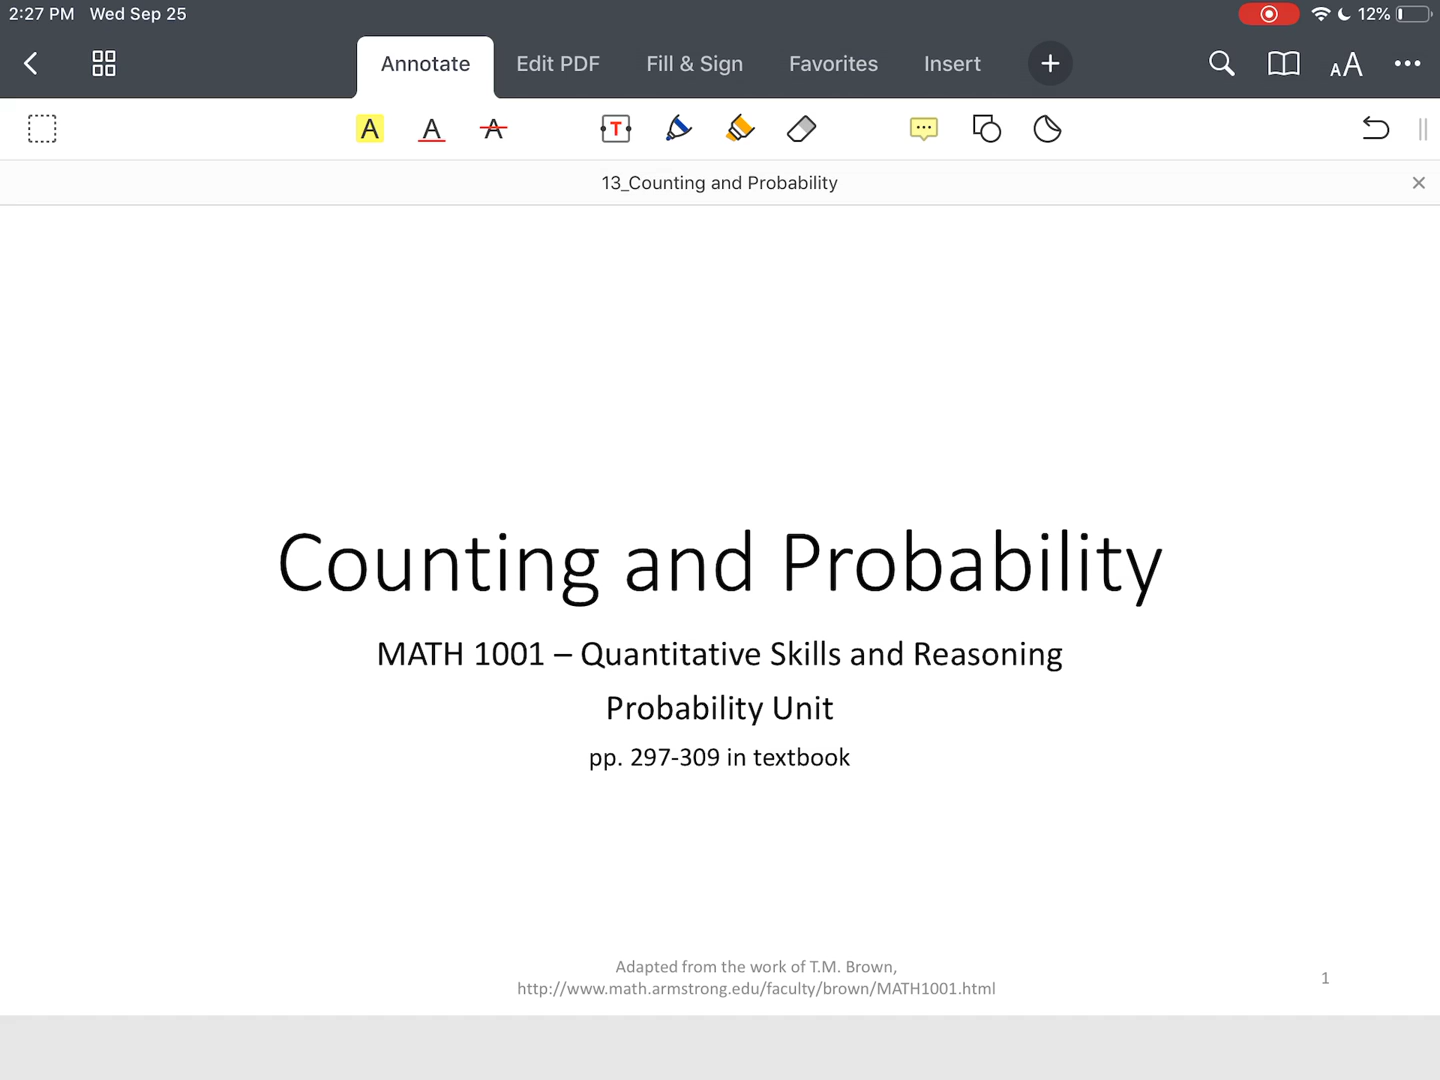 2:27 PM Wed Sep 25
12%
Annotate Edit PDF Fill & Sign Favorites Insert
AA
A A A T
13_Counting and Probability
Counting and Probability
MATH 1001 – Quantitative Skills and Reasoning
Probability Unit
pp. 297-309 in textbook
Adapted from the work of T.M. Brown,
http://www.math.armstrong.edu/faculty/brown/MATH1001.html
1